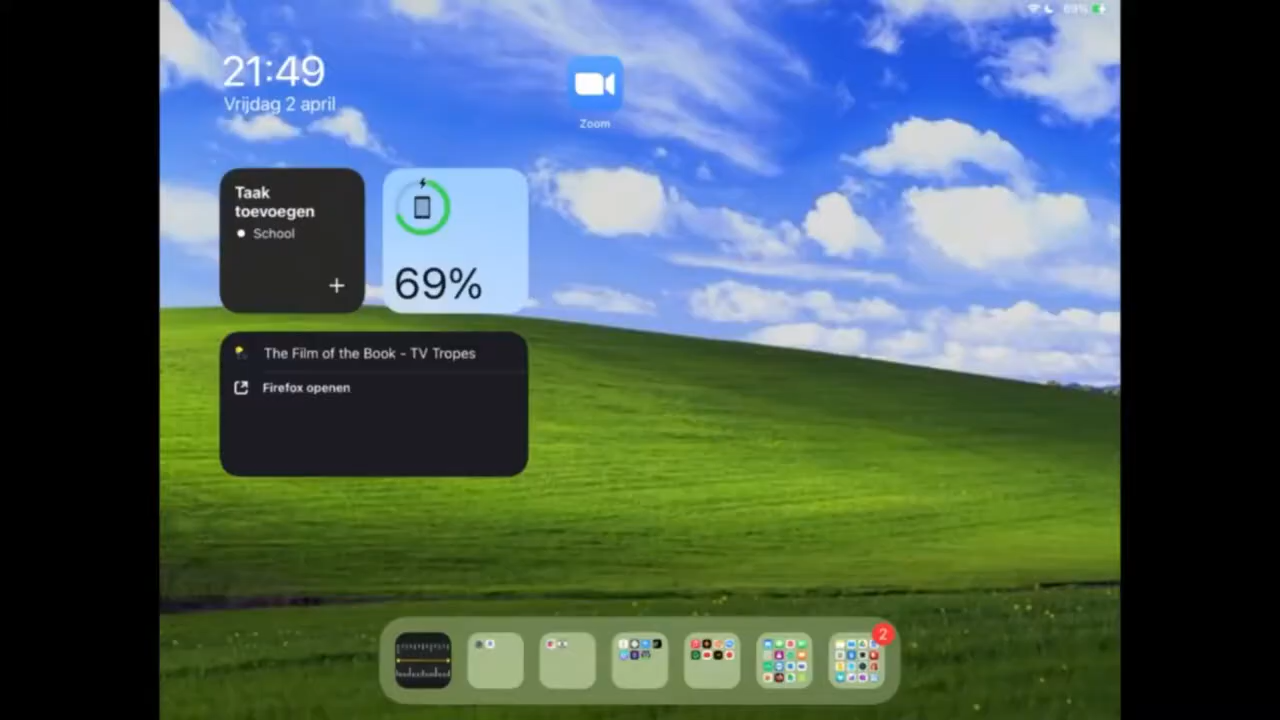 69%
21:49
Vrijdag 2 april
Zoom
Taak
toevoegen
School
69%
The Film of the Book - TV Tropes
Firefox openen
2